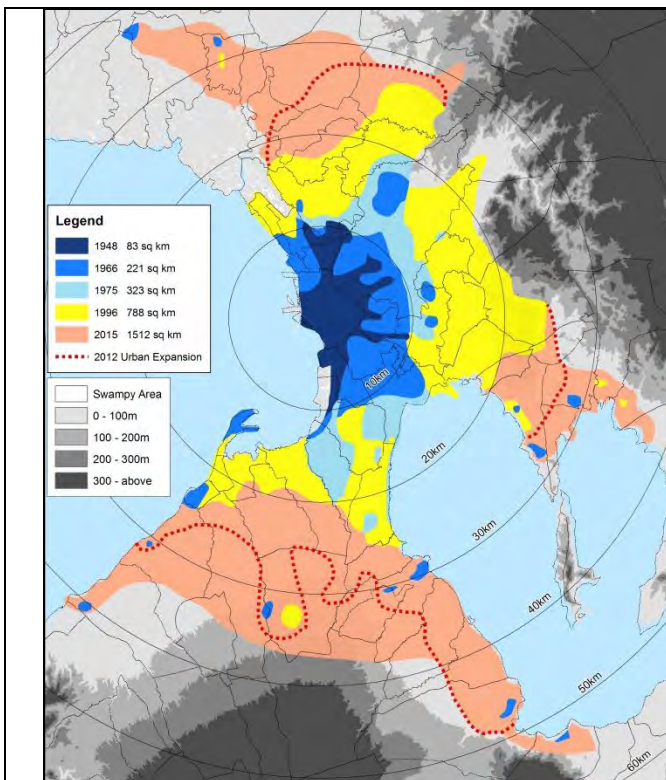 Legend
1948 83 sq km
1966 221 sq km
1975 323 sq km
1996 788 sq km
2015 1512 sq km
2012 Urban Expansion
Swampy Area
0 - 100m
100 - 200m
200 - 300m
300 - above
10km
20km
30km
40km
50km
60km